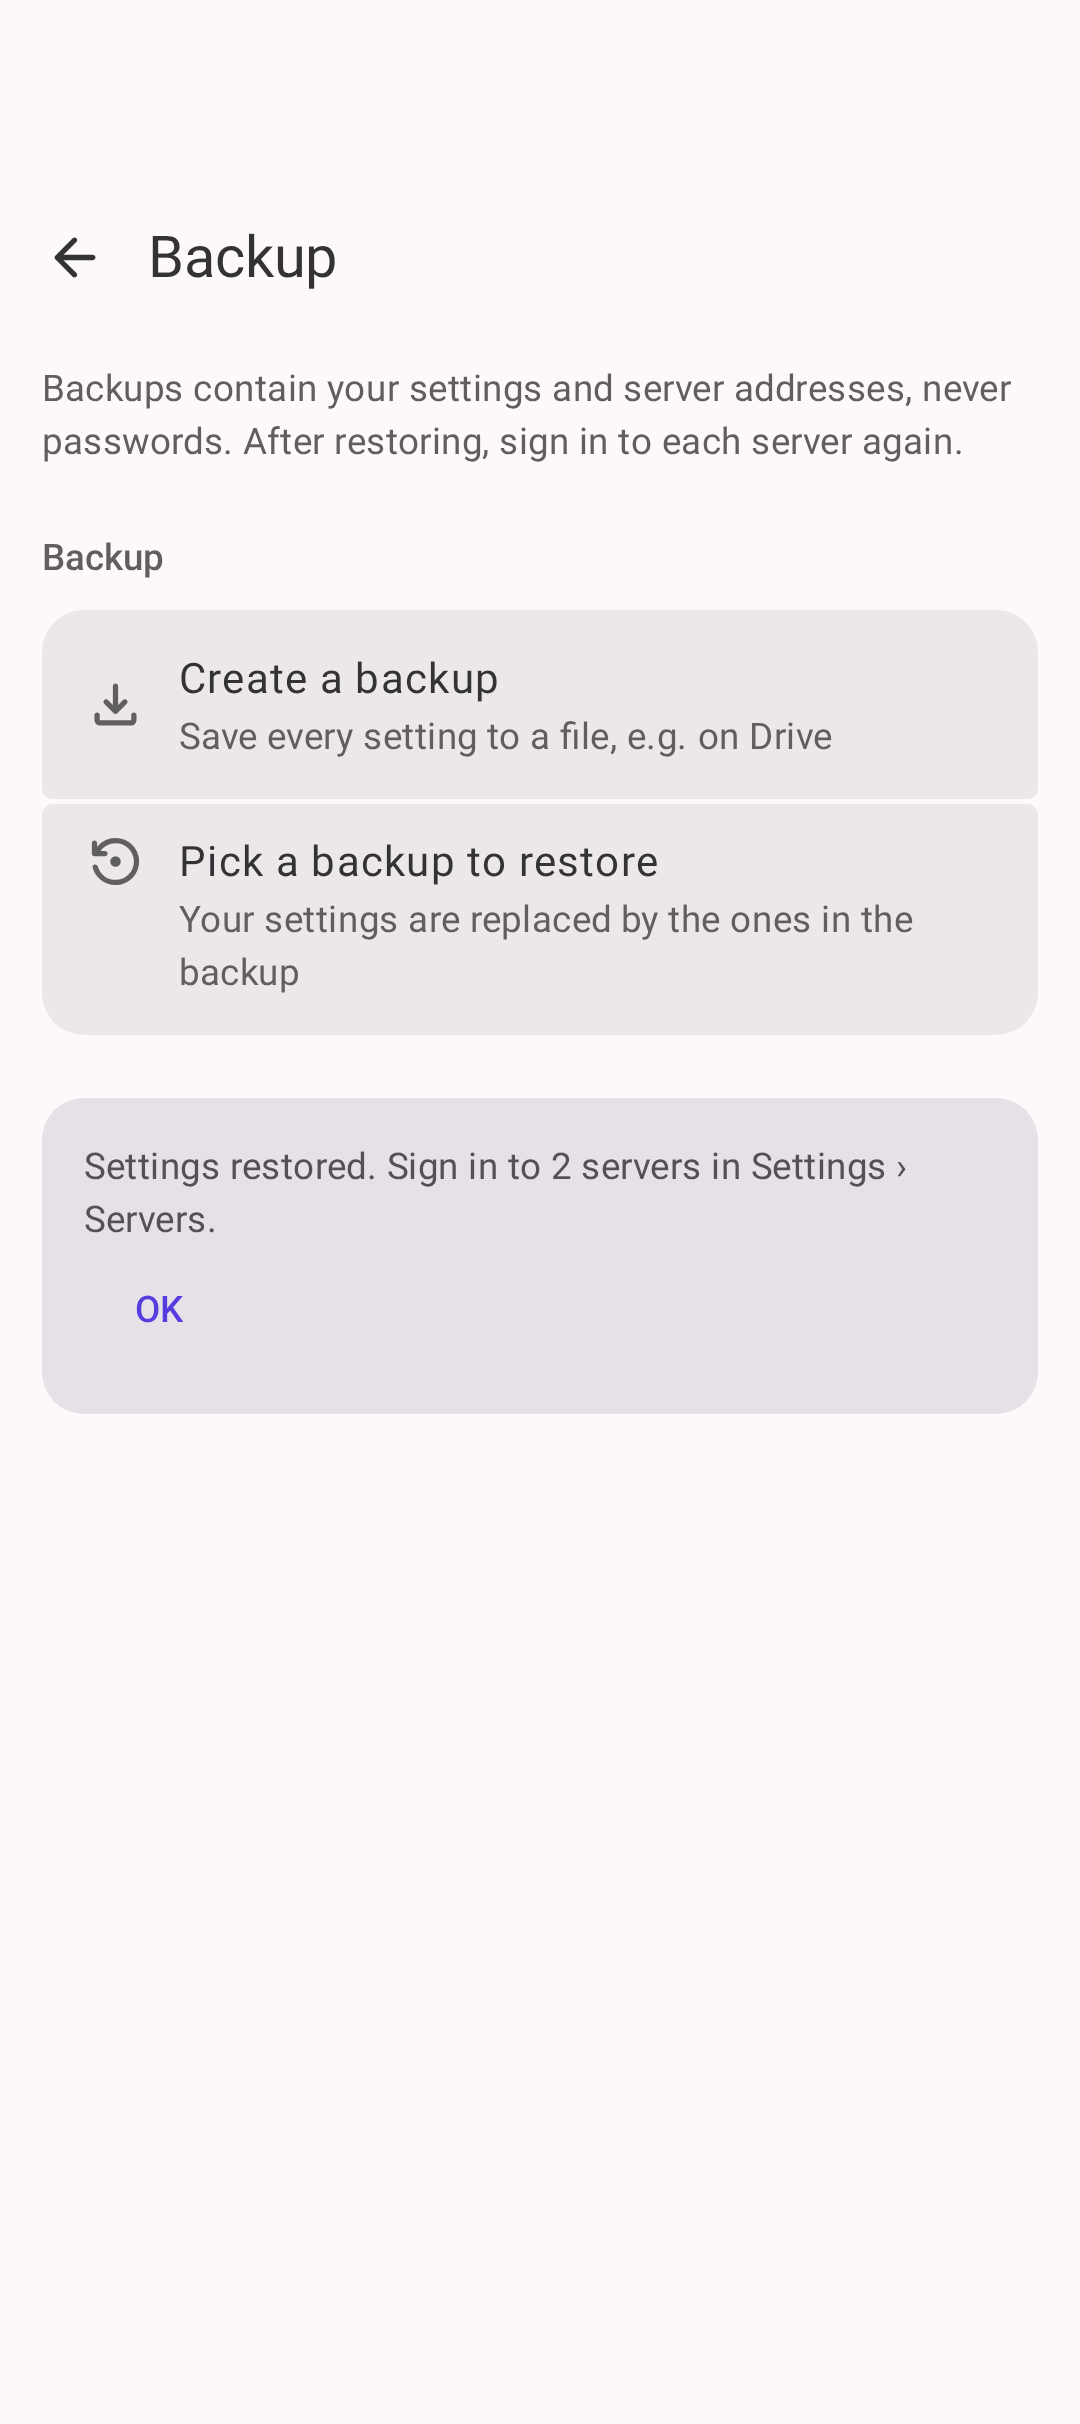 Backup
Backups contain your settings and server addresses, never
passwords. After restoring, sign in to each server again.
Backup
Create a backup
Save every setting to a file, e.g. on Drive
Pick a backup to restore
Your settings are replaced by the ones in the
backup
Settings restored. Sign in to 2 servers in Settings ›
Servers.
OK